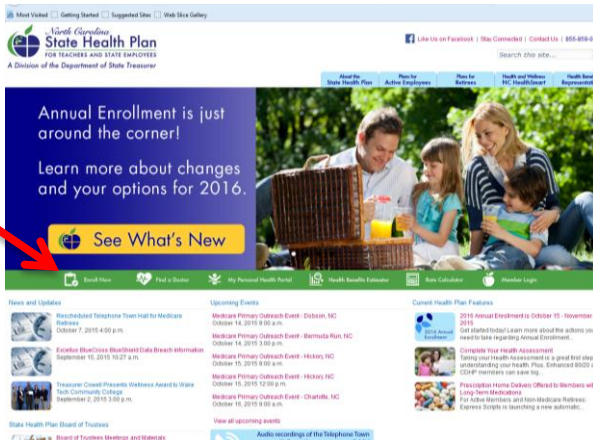 Most Visited Getting Started Suggested Sites Web Slice Gallery
North Carolina
State Health Plan
FOR TEACHERS AND STATE EMPLOYEES
A Division of the Department of State Treasurer
Like Us on Facebook | Stay Connected | Contact Us | 855-859-0
Search this site...
About the
State Health Plan
Plans for
Active Employees
Plans for
Retirees
Health and Wellness
NC HealthSmart
Health Benefit
Representati
Annual Enrollment is just
around the corner!
Learn more about changes
and your options for 2016.
See What's New
Enroll Now
Find a Doctor
My Personal Health Portal
Health Benefits Estimator
Rate Calculator
Member Login
News and Updates
Rescheduled Telephone Town Hall for Medicare
Retirees
October 7, 2015 4:00 p.m.
Excellus BlueCross BlueShield Data Breach Information
September 10, 2015 10:27 a.m.
Treasurer Cowell Presents Wellness Award to Wake
Tech Community College
September 2, 2015 3:00 p.m.
State Health Plan Board of Trustees
Board of Trustees Meetings and Materials
Upcoming Events
Medicare Primary Outreach Event - Dobson, NC
October 14, 2015 9:00 a.m.
Medicare Primary Outreach Event - Bermuda Run, NC
October 14, 2015 3:00 p.m.
Medicare Primary Outreach Event - Hickory, NC
October 15, 2015 9:00 a.m.
Medicare Primary Outreach Event - Hickory, NC
October 15, 2015 12:00 p.m.
Medicare Primary Outreach Event - Charlotte, NC
October 16, 2015 9:00 a.m.
View all upcoming events
Audio recordings of the Telephone Town
Current Health Plan Features
2016 Annual
Enrollment
2016 Annual Enrollment is October 15 - November
2015
Get started today! Learn more about the actions you
need to take regarding Annual Enrollment...
Complete Your Health Assessment
Taking your Health Assessment is a great first step
understanding your health. Plus, Enhanced 80/20 a
CDHP members can save big...
Prescription Home Delivery Offered to Members wit
Long-Term Medications
For Active Members and Non-Medicare Retirees:
Express Scripts is launching a new automatic...